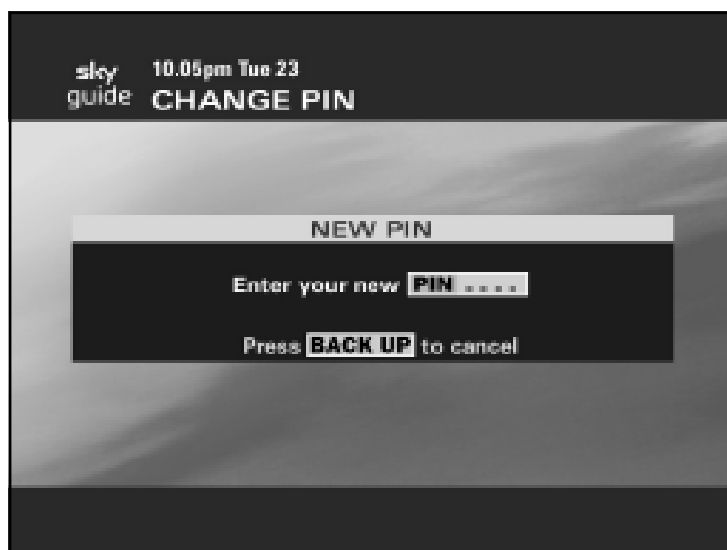 sky 10.05pm Tue 23
guide CHANGE PIN
NEW PIN
Enter your new PIN ....
Press BACK UP to cancel